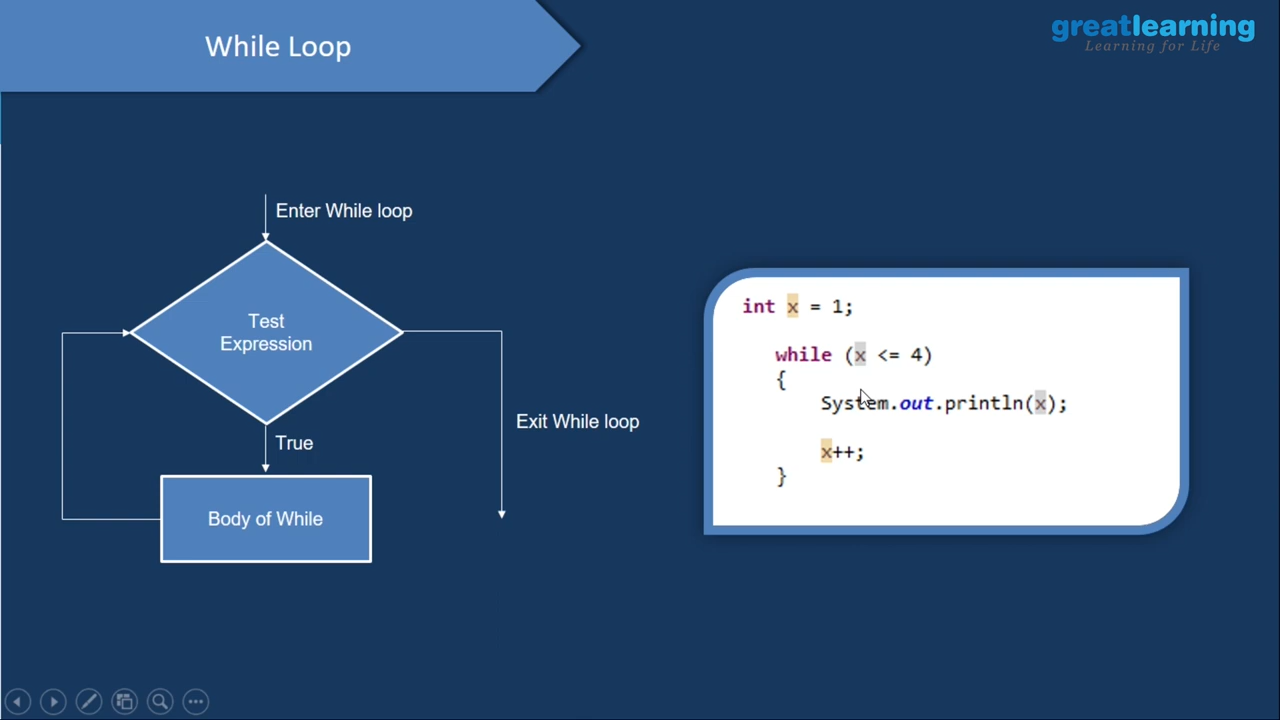 While Loop
greatlearning
Learning for Life
Enter While loop
Test
Expression
True
Exit While loop
Body of While
int x = 1;
while (x <= 4)
{
System.out.println(x);
x++;
}